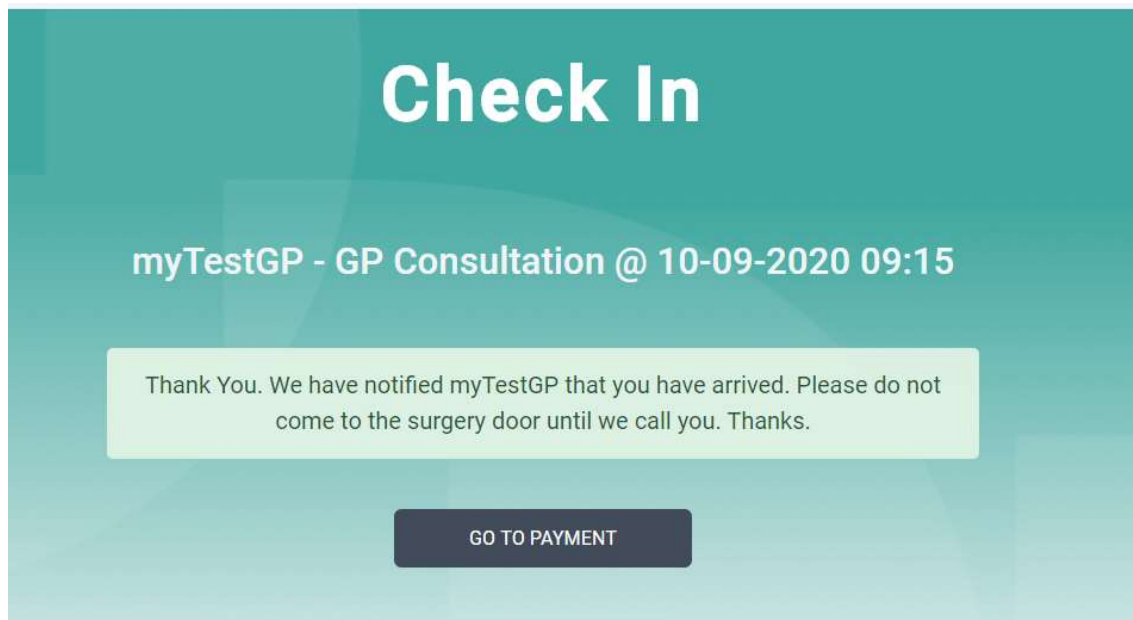 Check In
myTestGP - GP Consultation @ 10-09-2020 09:15
Thank You. We have notified myTestGP that you have arrived. Please do not
come to the surgery door until we call you. Thanks.
GO TO PAYMENT